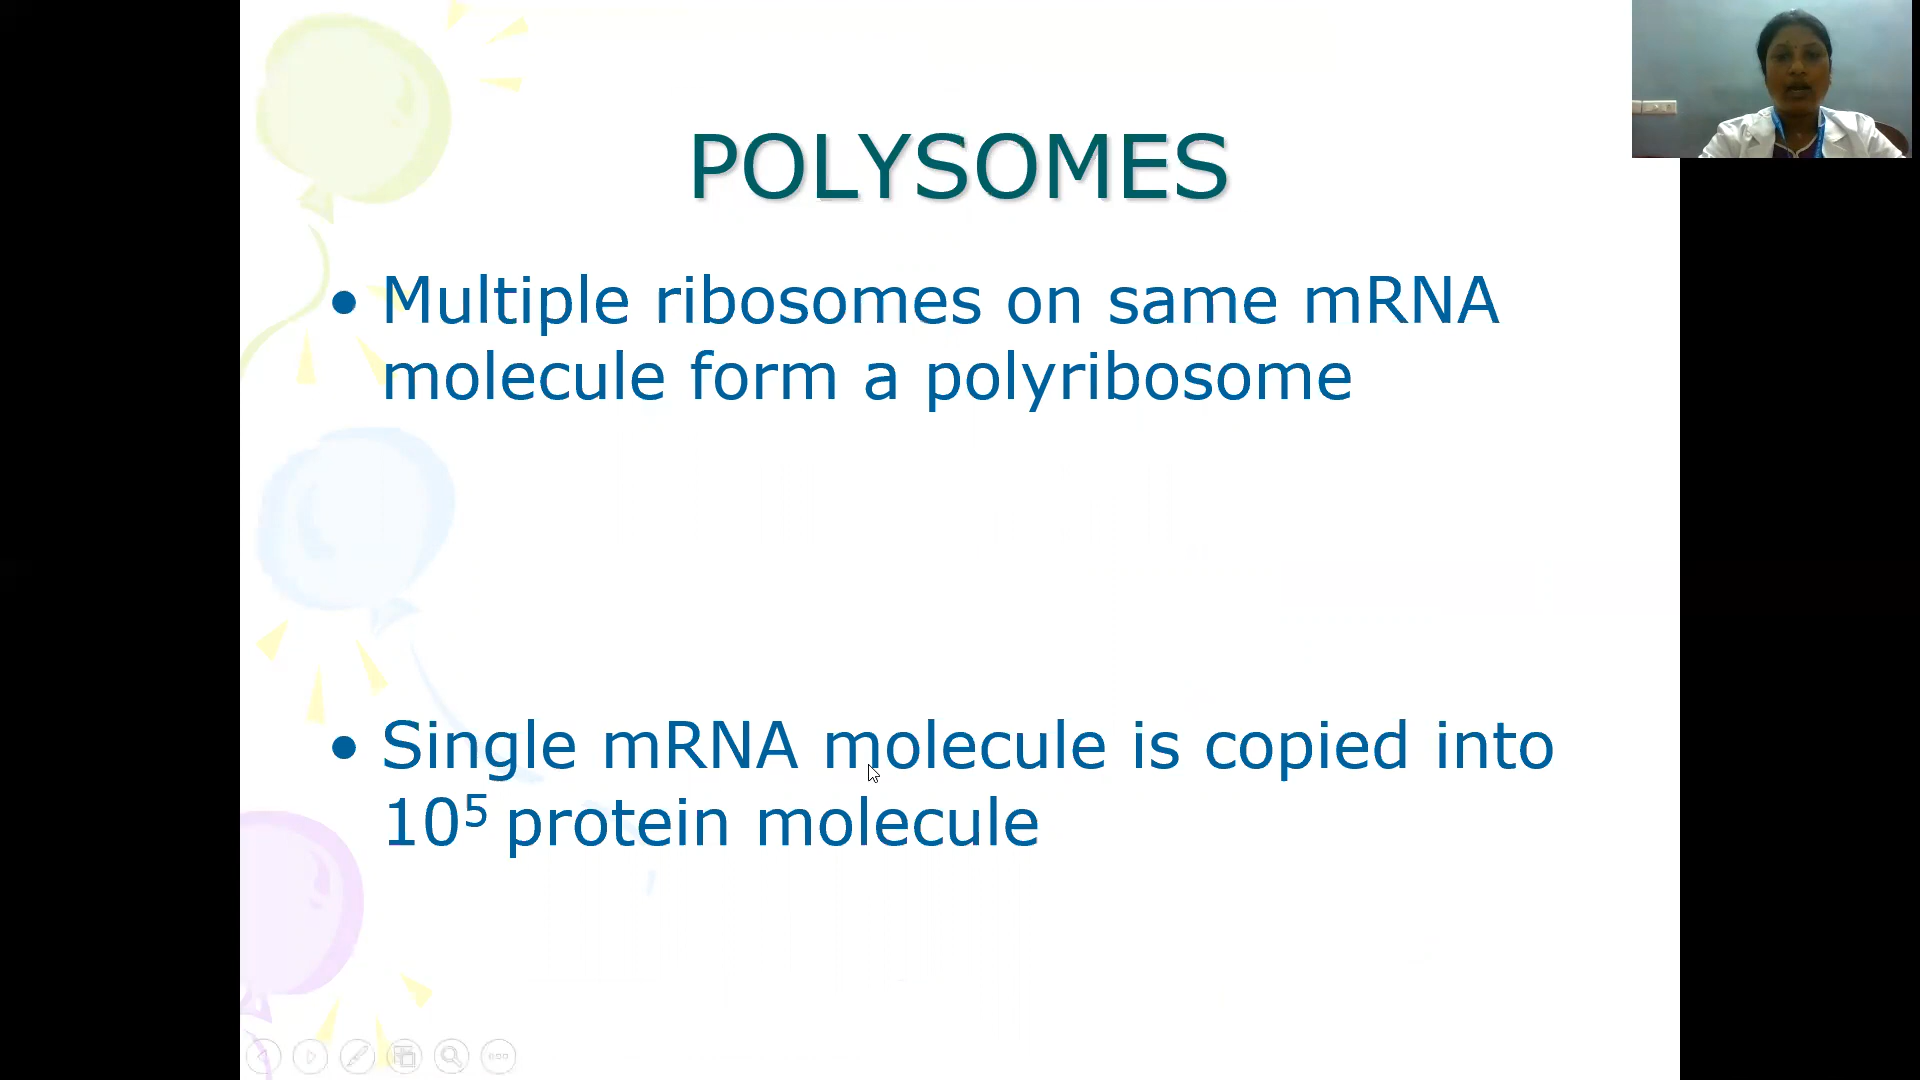 POLYSOMES
• Multiple ribosomes on same mRNA
molecule form a polyribosome
• Single mRNA molecule is copied into
10⁵ protein molecule